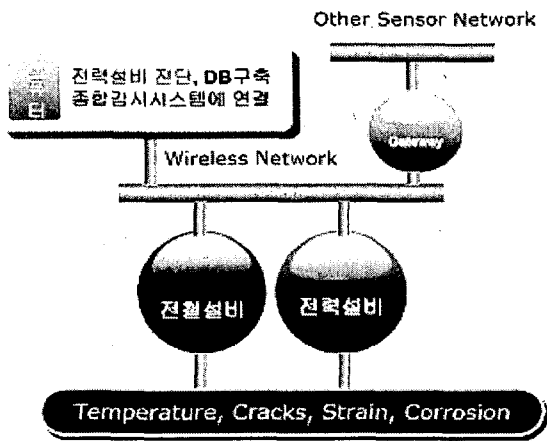 Other Sensor Network
전력설비 진단, DB구축
종합감시시스템에 연결
Gateway
Wireless Network
전철설비
전력설비
Temperature, Cracks, Strain, Corrosion